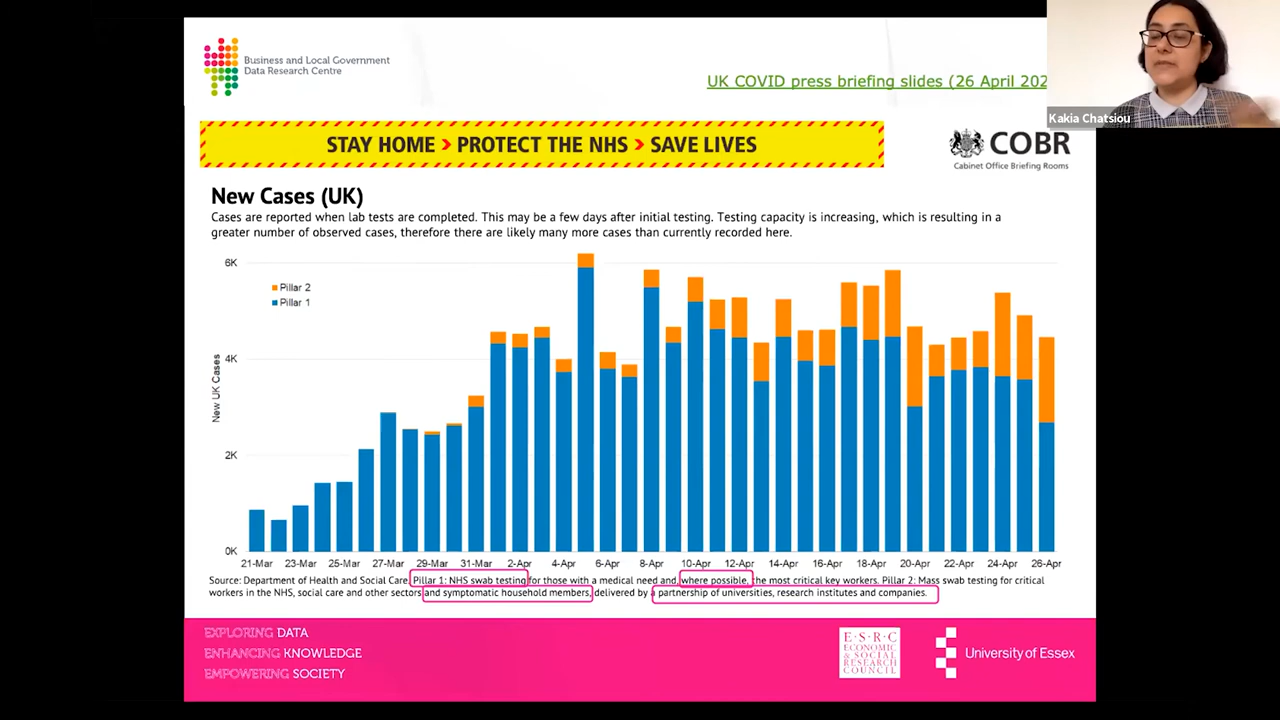 Business and Local Government
Data Research Centre
UK COVID press briefing slides (26 April 202
Kakia Chatsiou
STAY HOME > PROTECT THE NHS > SAVE LIVES
COBR
Cabinet Office Briefing Rooms
New Cases (UK)
Cases are reported when lab tests are completed. This may be a few days after initial testing. Testing capacity is increasing, which is resulting in a
greater number of observed cases, therefore there are likely many more cases than currently recorded here.
6K
Pillar 2
Pillar 1
4K
New UK Cases
2K
0K
21-Mar 23-Mar 25-Mar 27-Mar 29-Mar 31-Mar 2-Apr 4-Apr 6-Apr 8-Apr 10-Apr 12-Apr 14-Apr 16-Apr 18-Apr 20-Apr 22-Apr 24-Apr 26-Apr
Source: Department of Health and Social Care. Pillar 1: NHS swab testing for those with a medical need and, where possible, the most critical key workers. Pillar 2: Mass swab testing for critical
workers in the NHS, social care and other sectors and symptomatic household members, delivered by a partnership of universities, research institutes and companies.
EXPLORING DATA
ENHANCING KNOWLEDGE
EMPOWERING SOCIETY
E·S·R·C
ECONOMIC
& SOCIAL
RESEARCH
COUNCIL
University of Essex